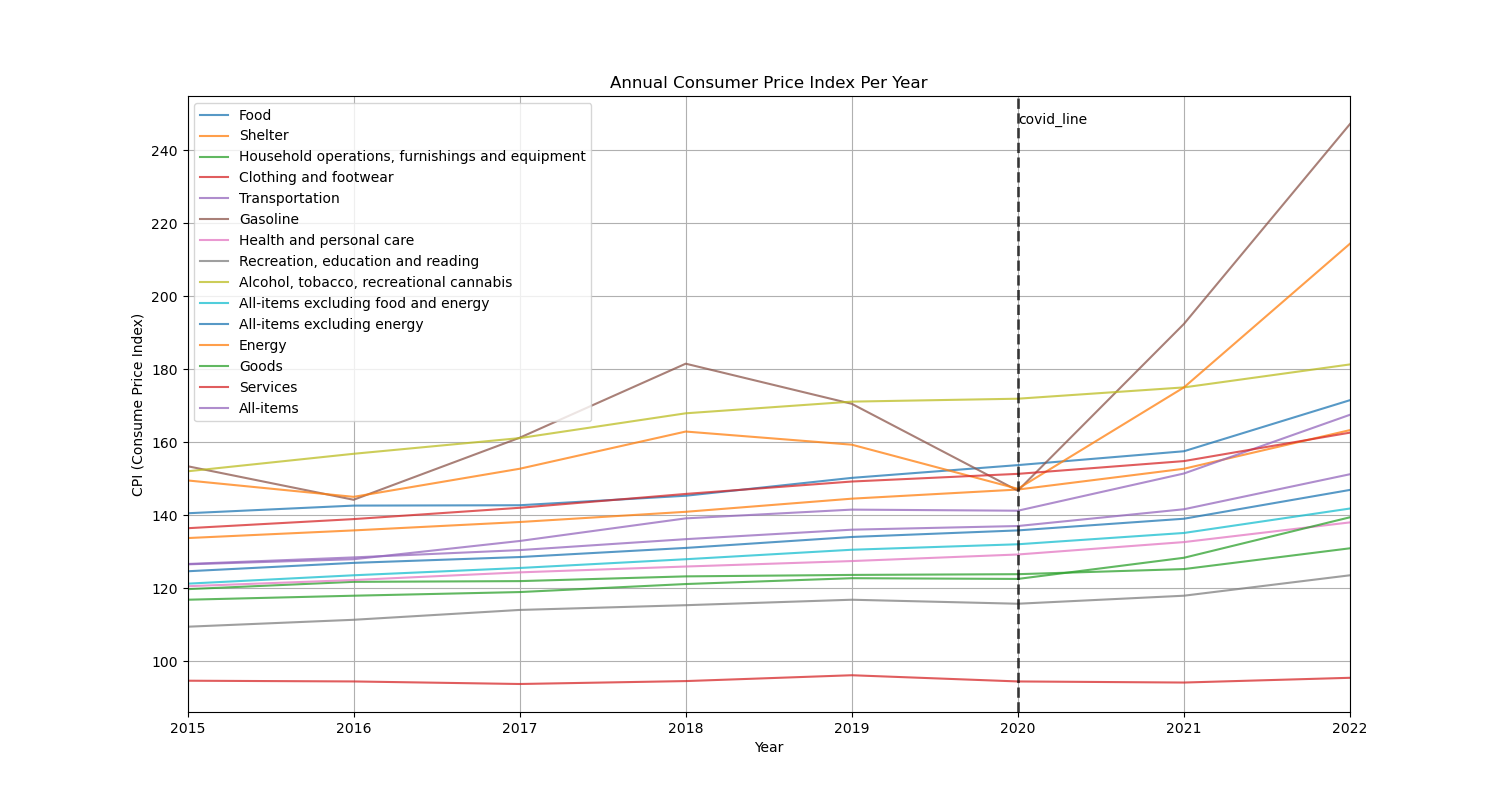 Annual Consumer Price Index Per Year
Food
Shelter
Household operations, furnishings and equipment
Clothing and footwear
Transportation
Gasoline
Health and personal care
Recreation, education and reading
Alcohol, tobacco, recreational cannabis
All-items excluding food and energy
All-items excluding energy
Energy
Goods
Services
All-items
covid_line
240
220
200
180
160
140
120
100
CPI (Consume Price Index)
2015 2016 2017 2018 2019 2020 2021 2022
Year